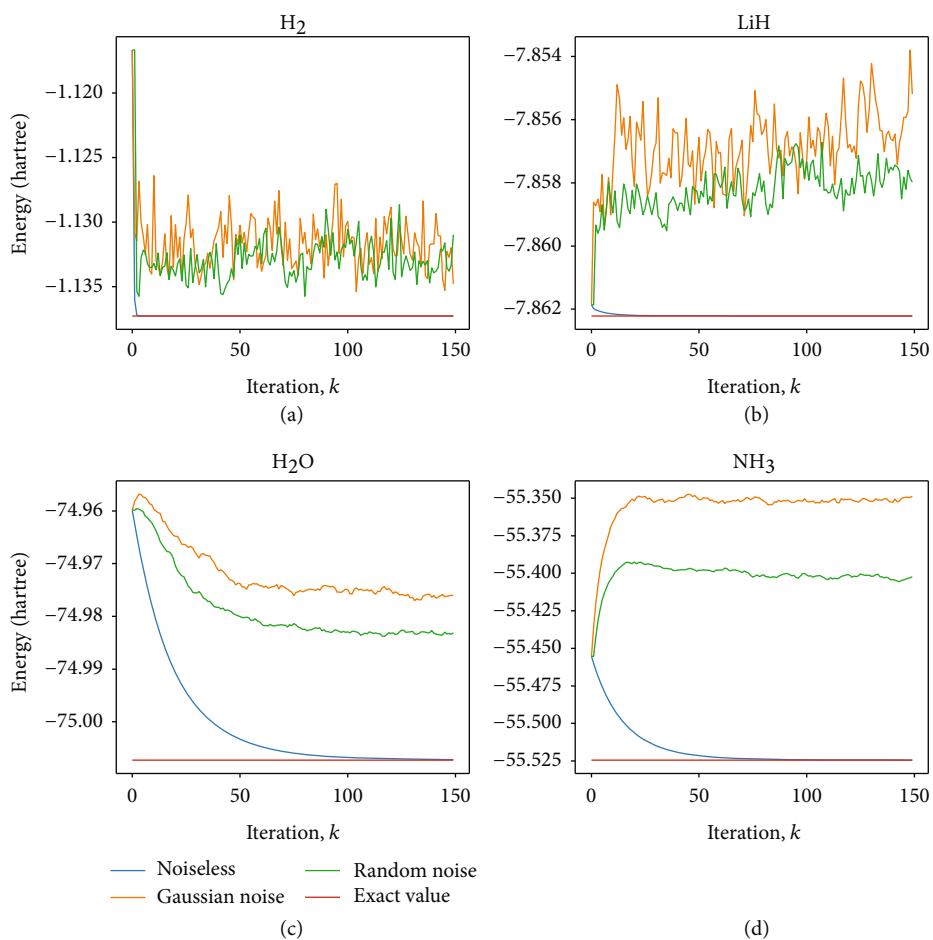 H2
Energy (hartree)
−1.120
−1.125
−1.130
−1.135
0 50 100 150
Iteration, k
(a)
LiH
−7.854
−7.856
−7.858
−7.860
−7.862
0 50 100 150
Iteration, k
(b)
H2O
Energy (hartree)
−74.96
−74.97
−74.98
−74.99
−75.00
0 50 100 150
Iteration, k
NH3
−55.350
−55.375
−55.400
−55.425
−55.450
−55.475
−55.500
−55.525
0 50 100 150
Iteration, k
Noiseless
Gaussian noise
Random noise
Exact value
(c)
(d)